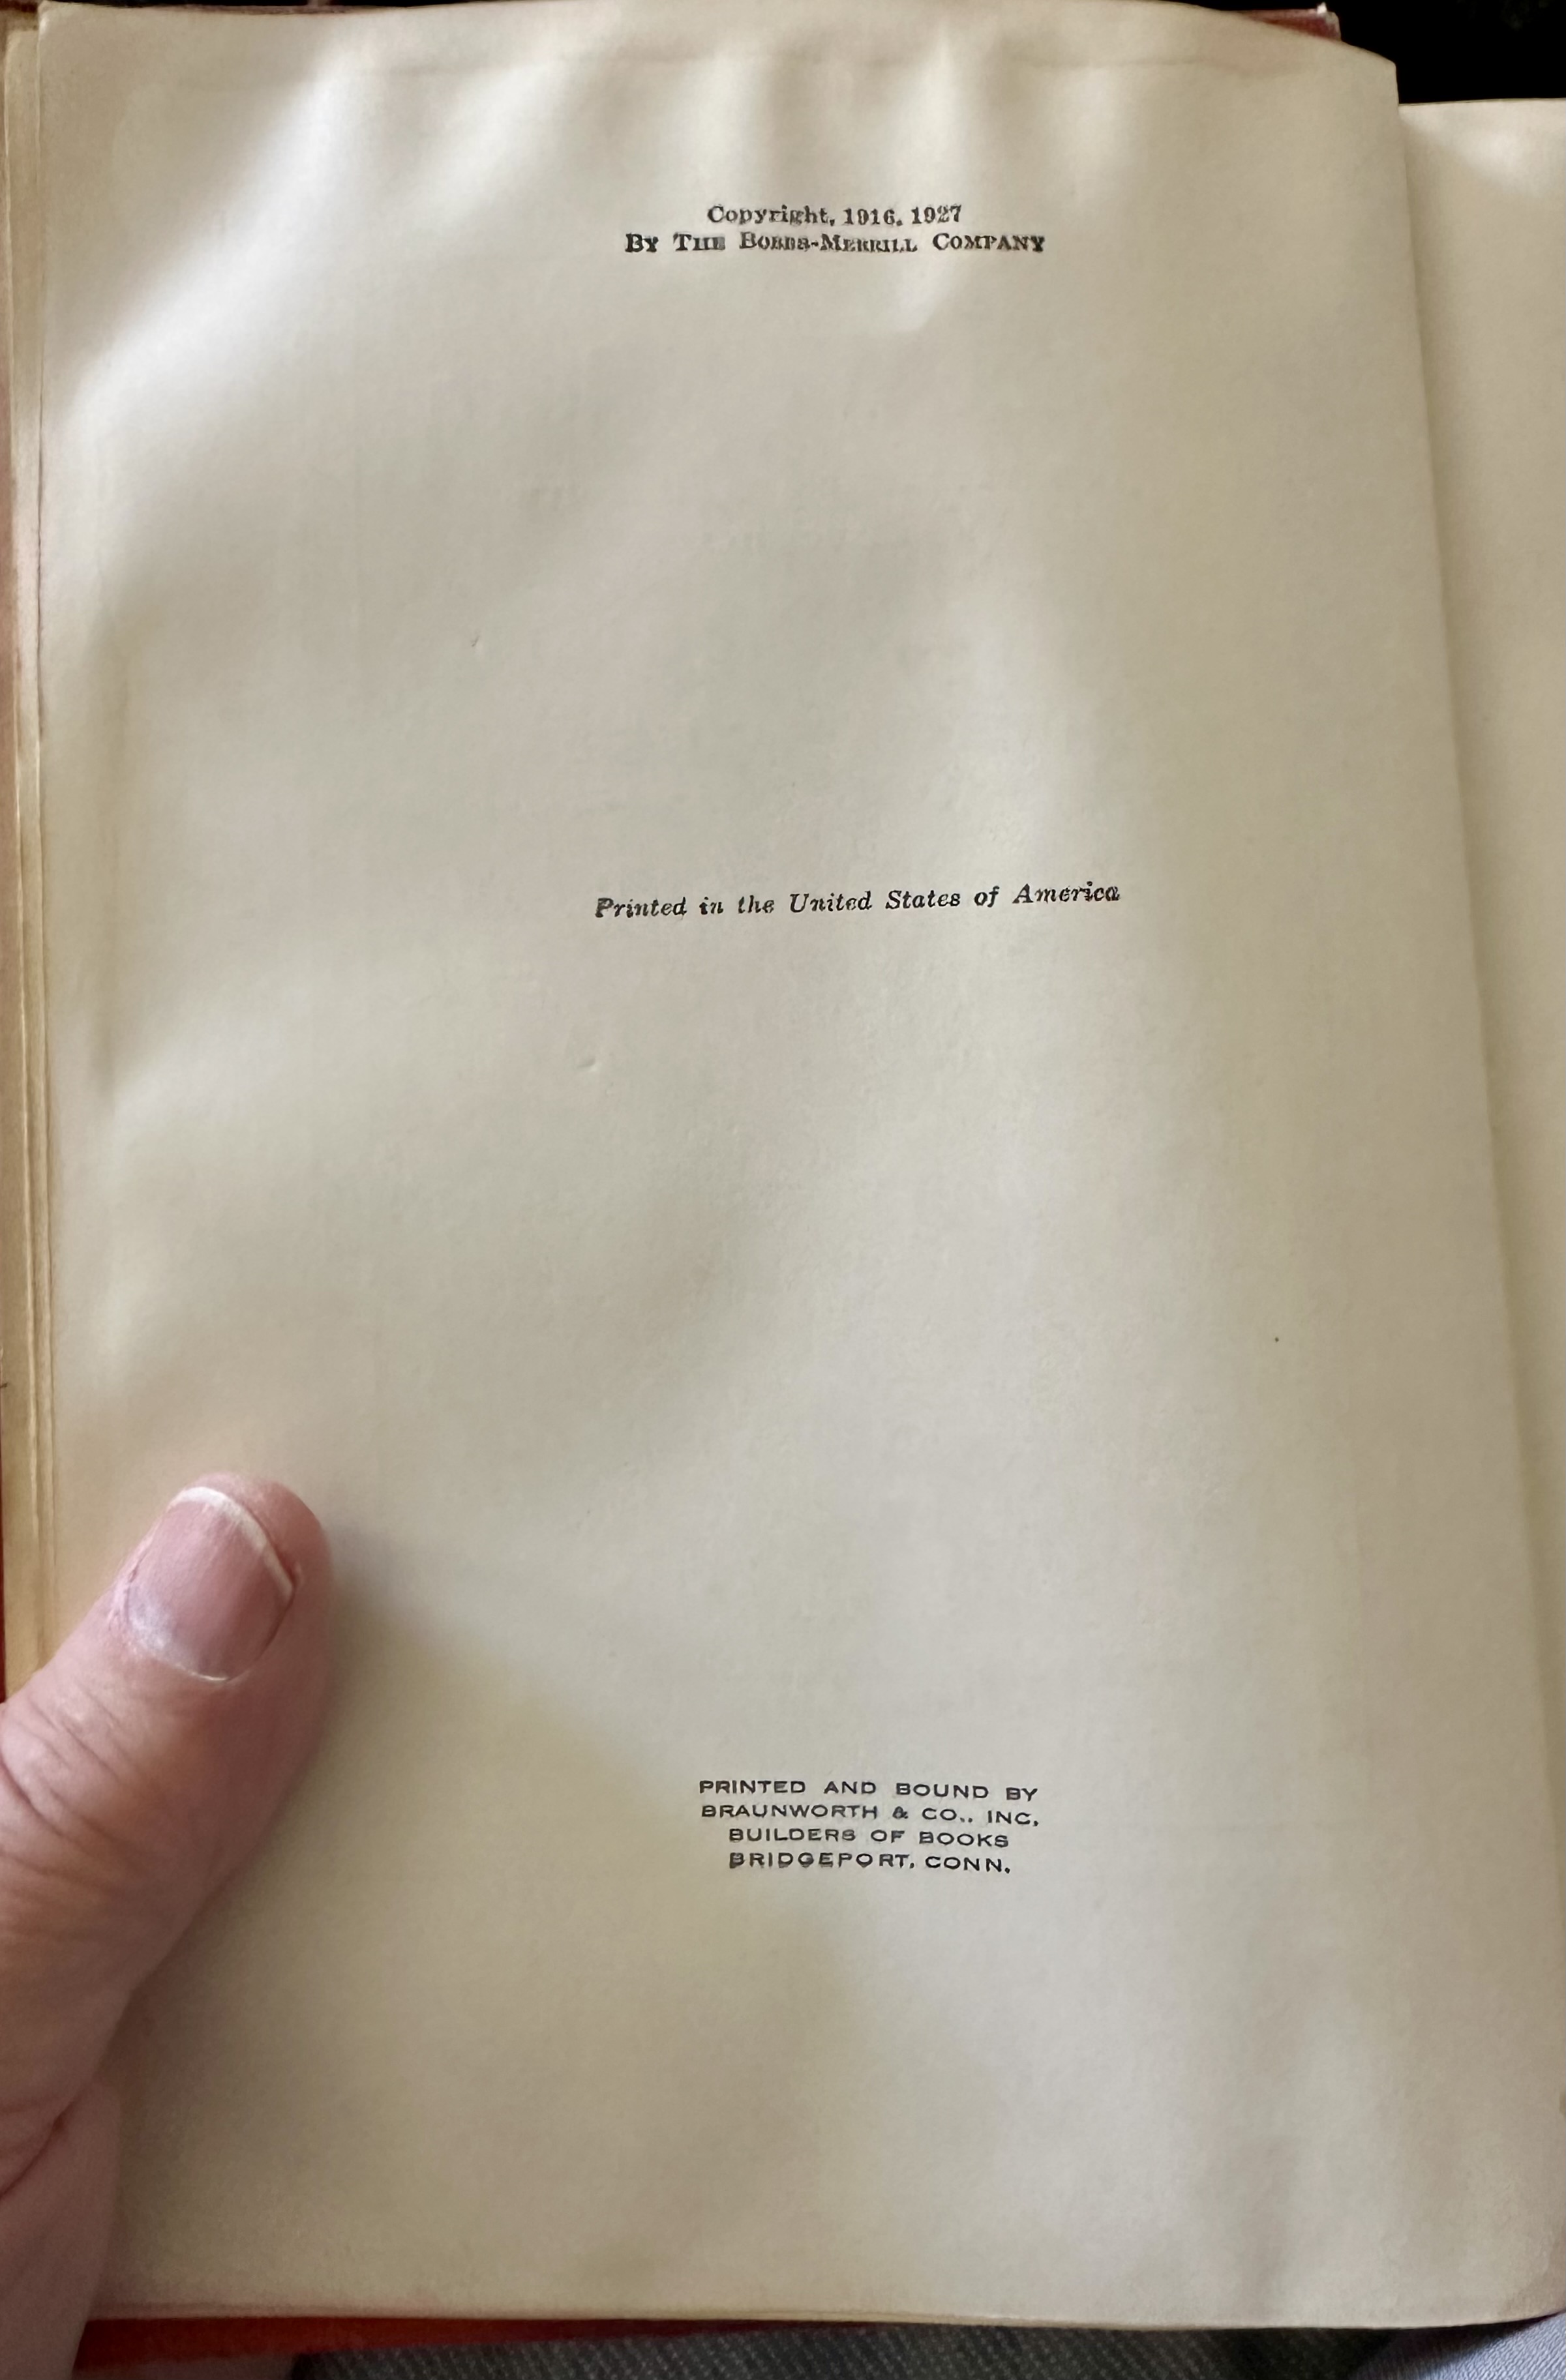 Copyright, 1916, 1927
By The Bobbs-Merrill Company
Printed in the United States of America
PRINTED AND BOUND BY
BRAUNWORTH & CO., INC.
BUILDERS OF BOOKS
BRIDGEPORT, CONN.